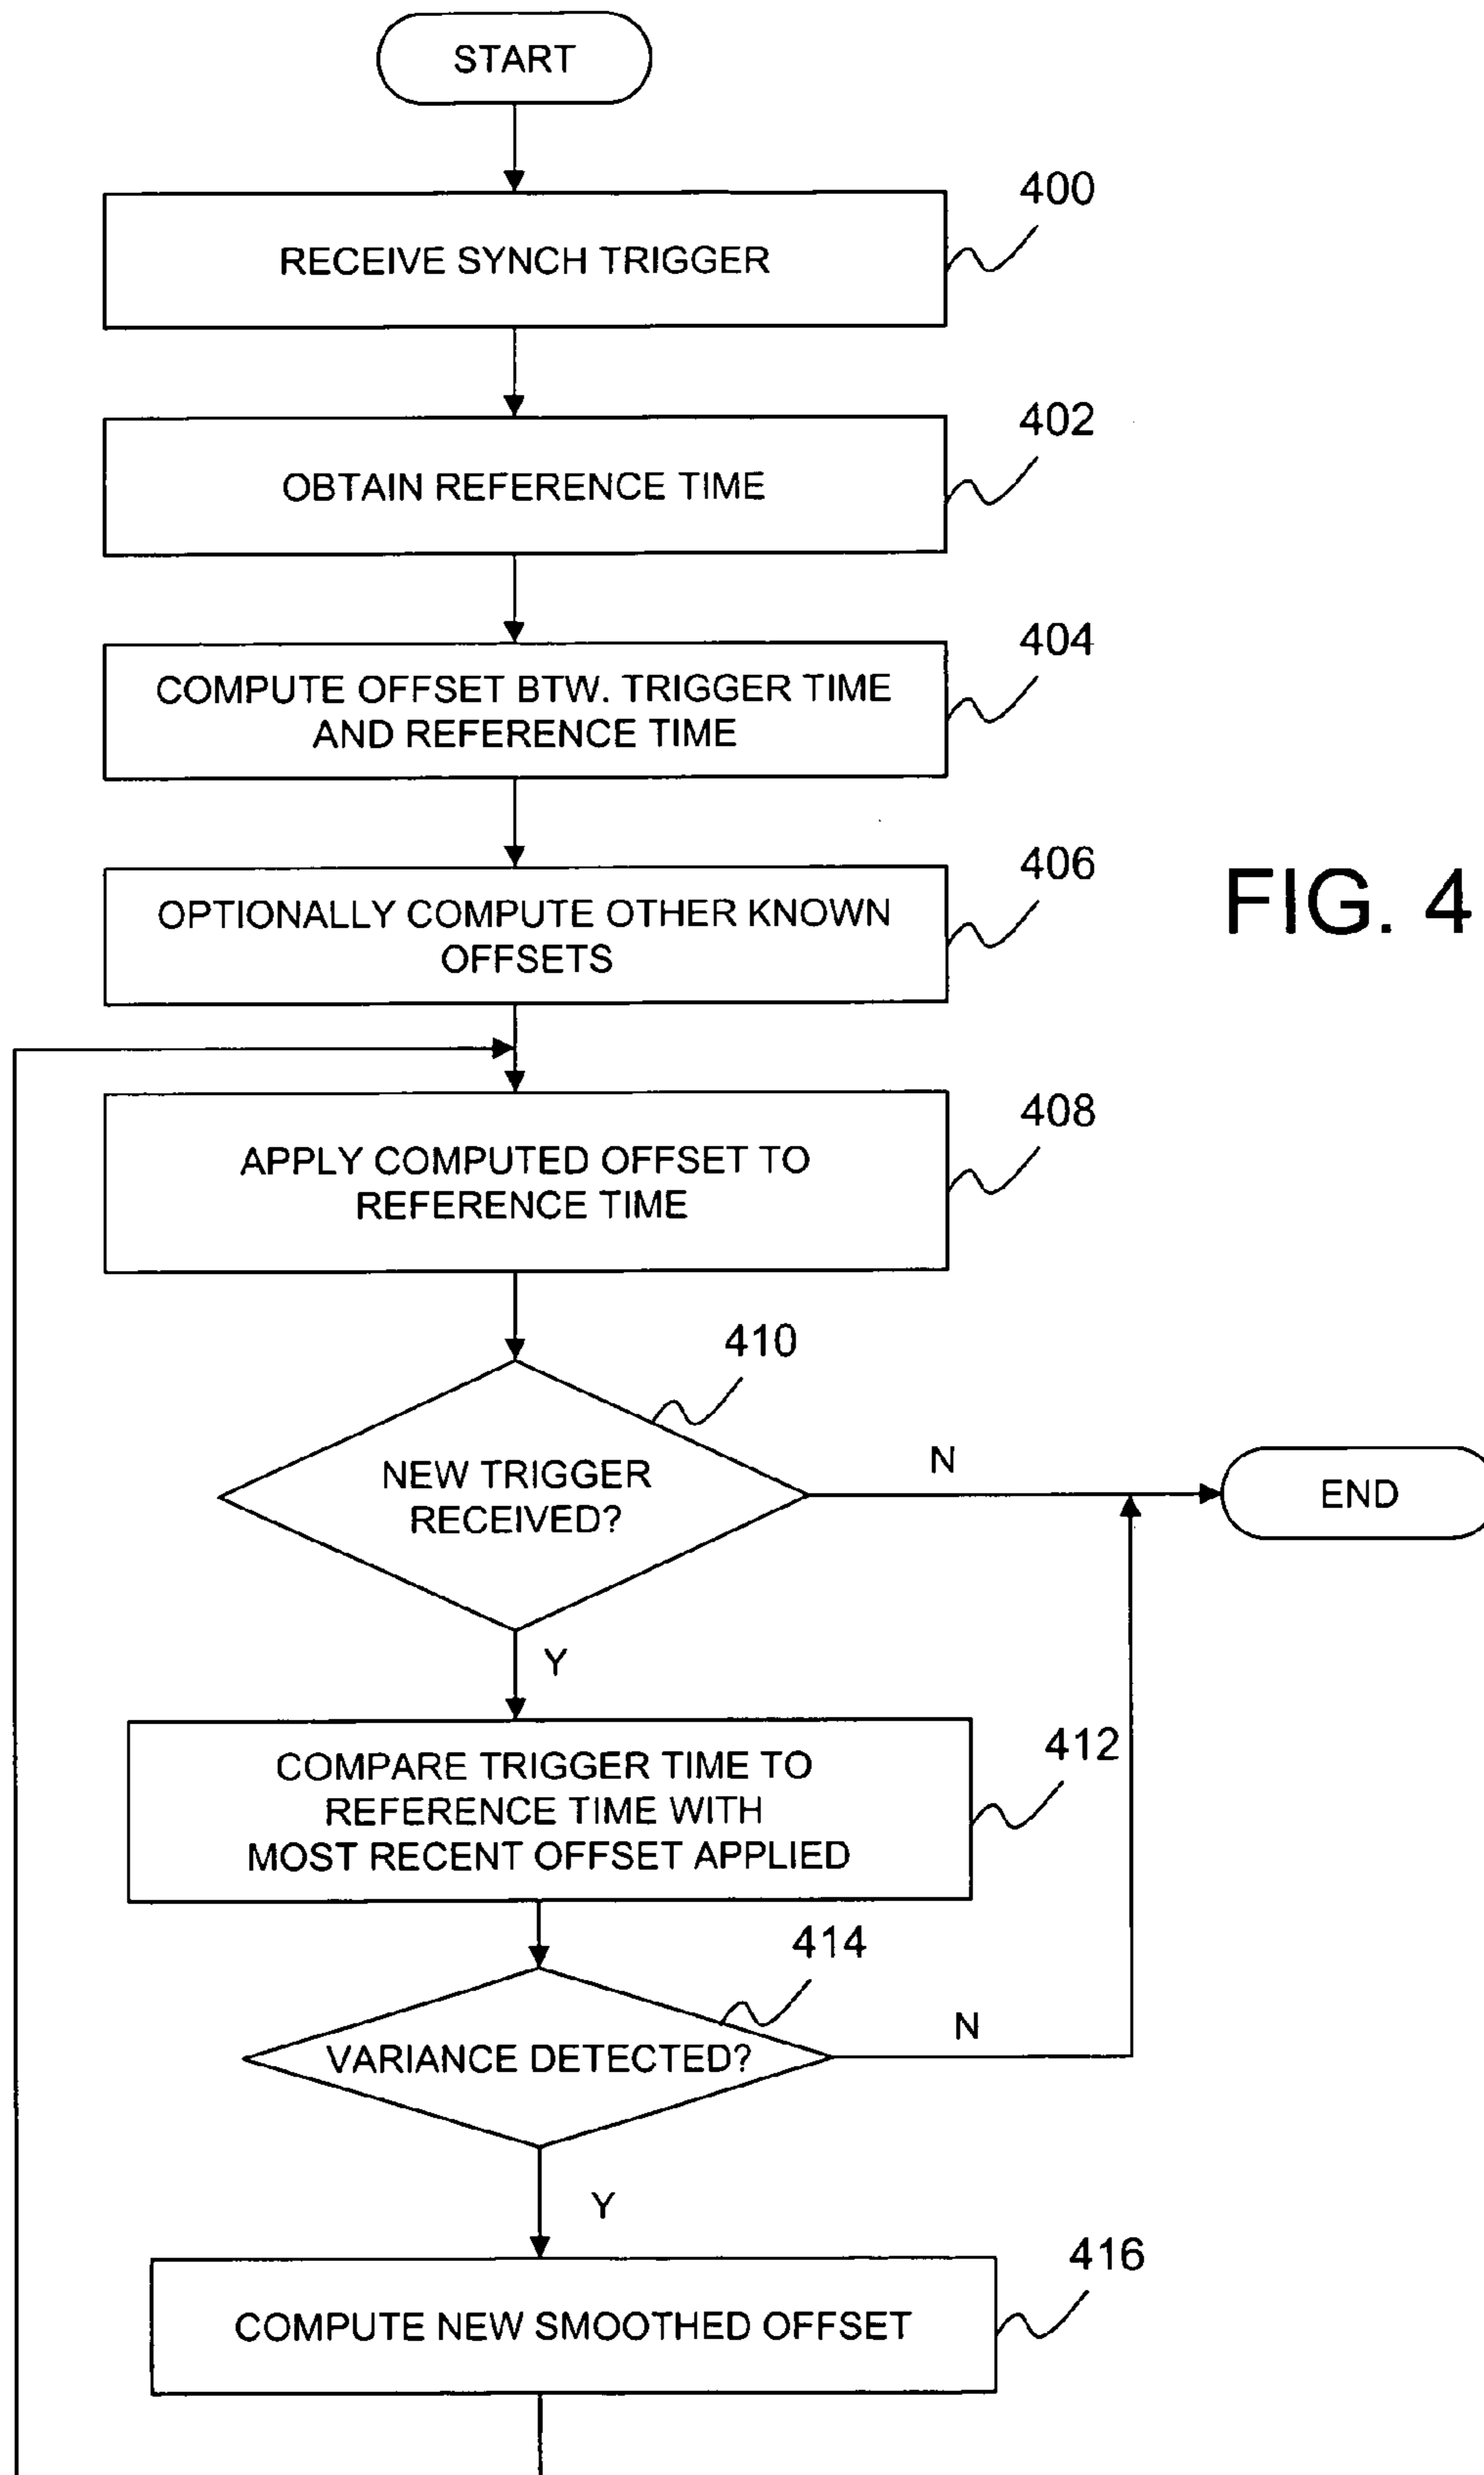 START
400
RECEIVE SYNCH TRIGGER
402
OBTAIN REFERENCE TIME
404
COMPUTE OFFSET BTW. TRIGGER TIME
AND REFERENCE TIME
406
OPTIONALLY COMPUTE OTHER KNOWN
OFFSETS
FIG. 4
408
APPLY COMPUTED OFFSET TO
REFERENCE TIME
410
NEW TRIGGER
RECEIVED?
N
END
Y
412
COMPARE TRIGGER TIME TO
REFERENCE TIME WITH
MOST RECENT OFFSET APPLIED
414
VARIANCE DETECTED?
N
Y
416
COMPUTE NEW SMOOTHED OFFSET